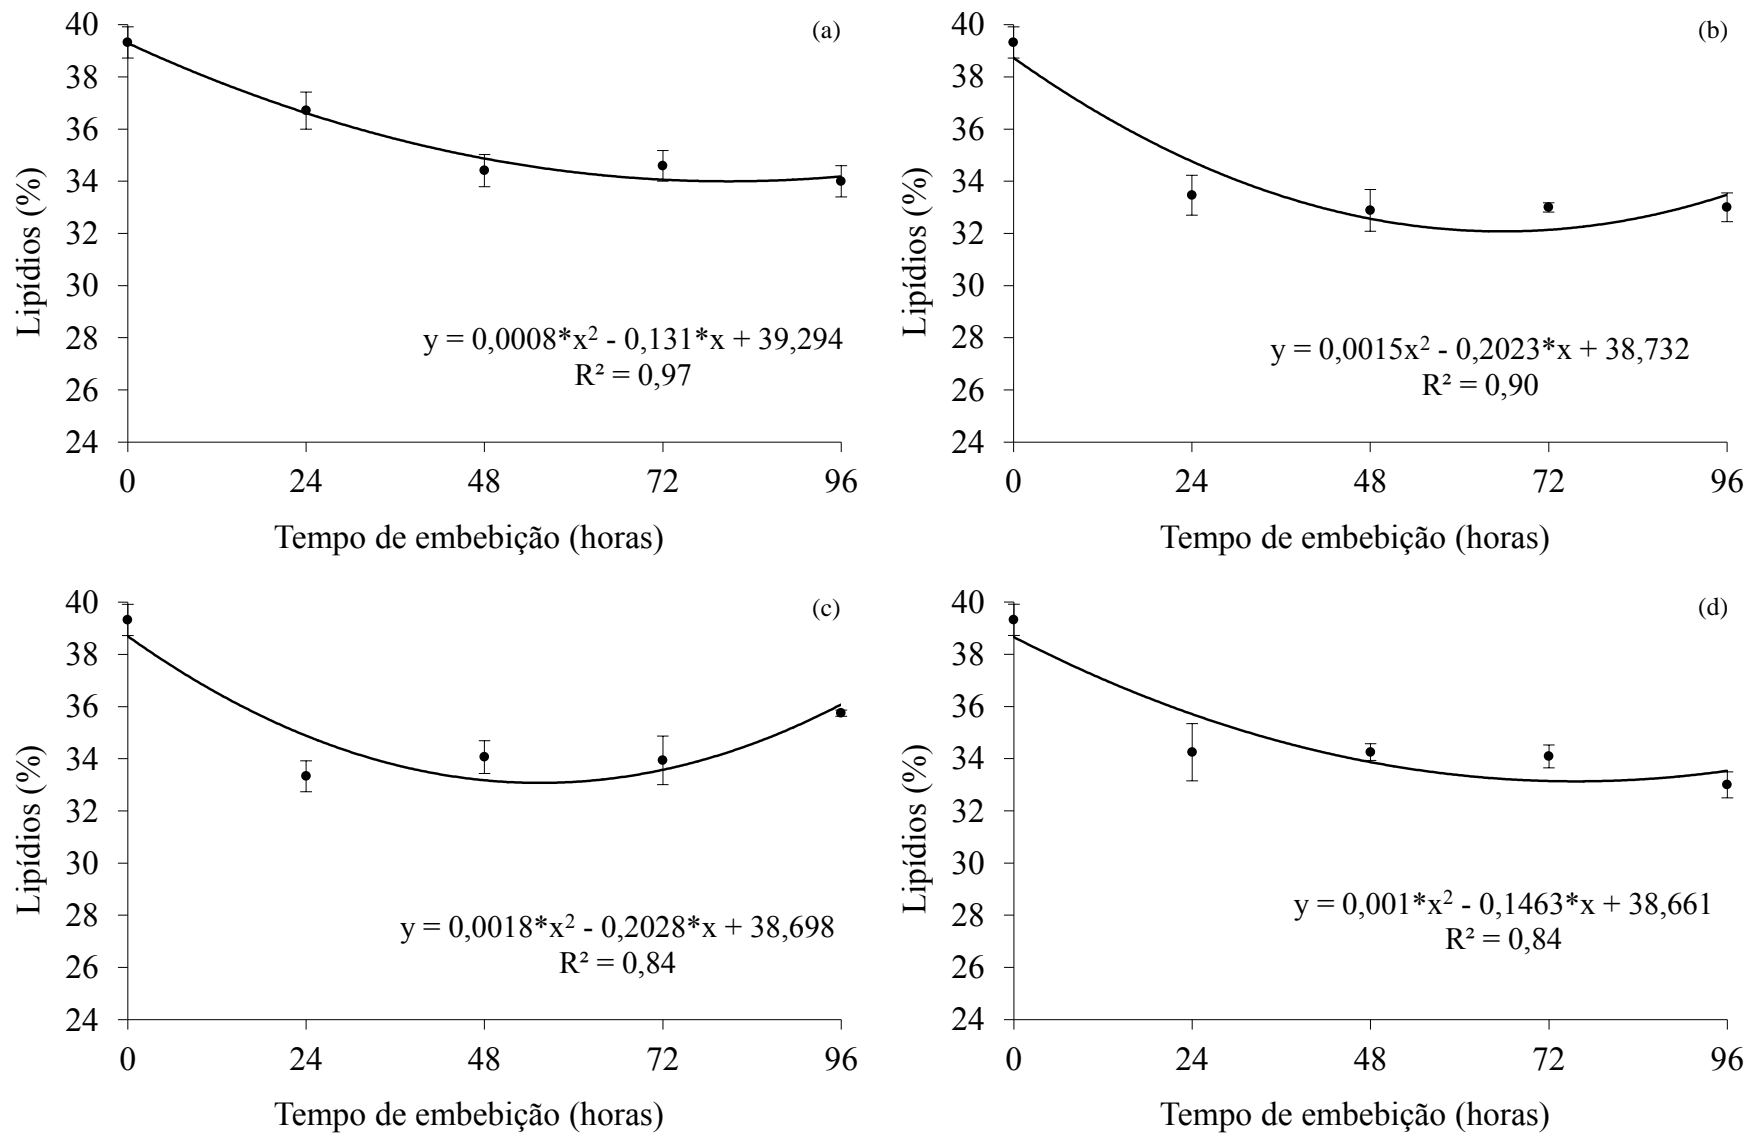 (a)
40
38
36
34
32
30
28
26
24
Lipídios (%)
y = 0,0008*x² - 0,131*x + 39,294
R² = 0,97
0 24 48 72 96
Tempo de embebição (horas)
(b)
40
38
36
34
32
30
28
26
24
Lipídios (%)
y = 0,0015x² - 0,2023*x + 38,732
R² = 0,90
0 24 48 72 96
Tempo de embebição (horas)
(c)
40
38
36
34
32
30
28
26
24
Lipídios (%)
y = 0,0018*x² - 0,2028*x + 38,698
R² = 0,84
0 24 48 72 96
Tempo de embebição (horas)
(d)
40
38
36
34
32
30
28
26
24
Lipídios (%)
y = 0,001*x² - 0,1463*x + 38,661
R² = 0,84
0 24 48 72 96
Tempo de embebição (horas)